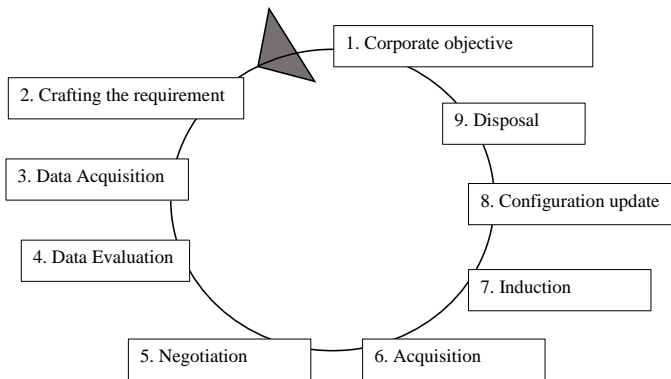 1. Corporate objective
2. Crafting the requirement
3. Data Acquisition
4. Data Evaluation
5. Negotiation
6. Acquisition
7. Induction
8. Configuration update
9. Disposal